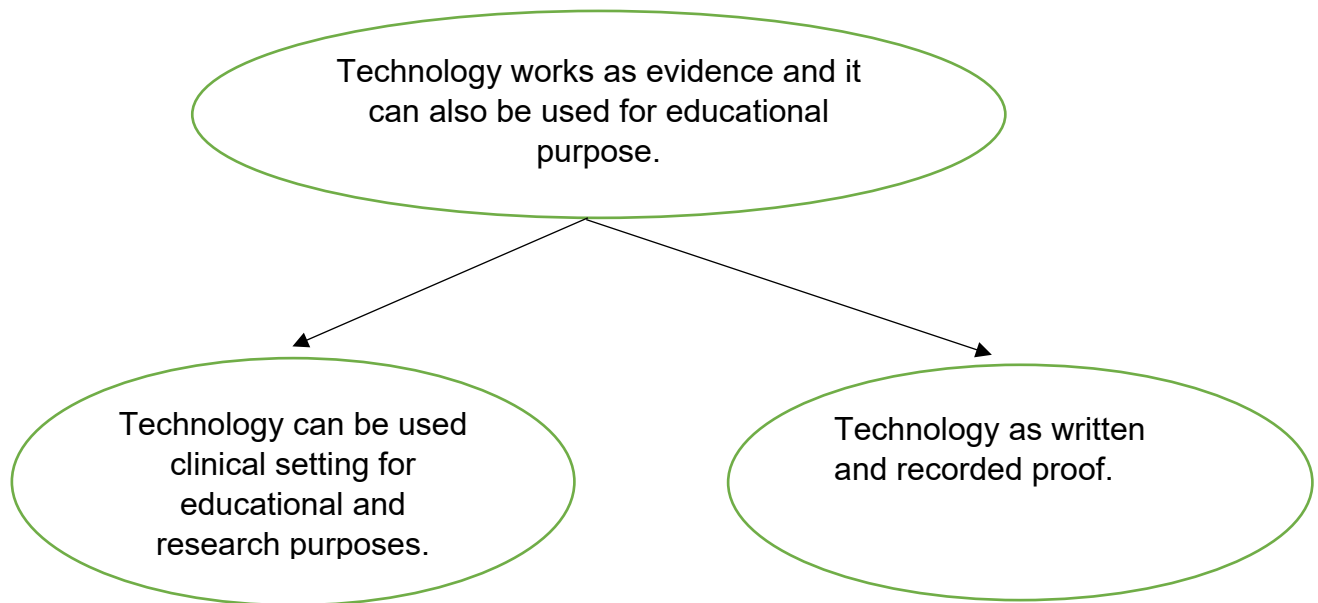 Technology works as evidence and it
can also be used for educational
purpose.
Technology can be used
clinical setting for
educational and
research purposes.
Technology as written
and recorded proof.